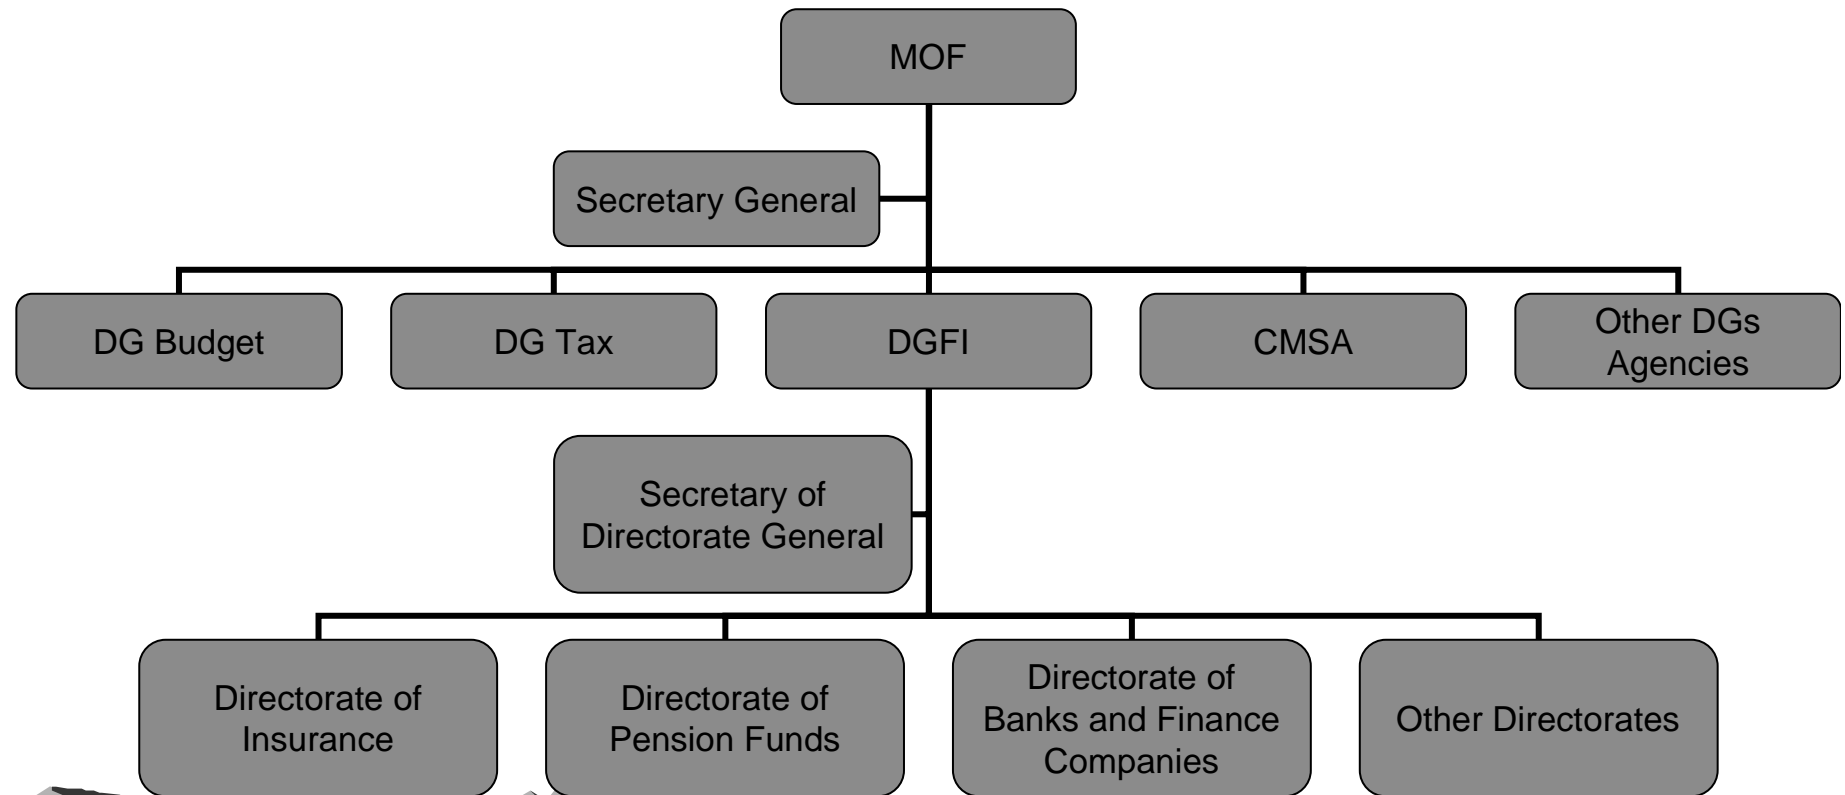 MOF
Secretary General
DG Budget
DG Tax
DGFI
CMSA
Other DGs
Agencies
Secretary of
Directorate General
Directorate of
Insurance
Directorate of
Pension Funds
Directorate of
Banks and Finance
Companies
Other Directorates